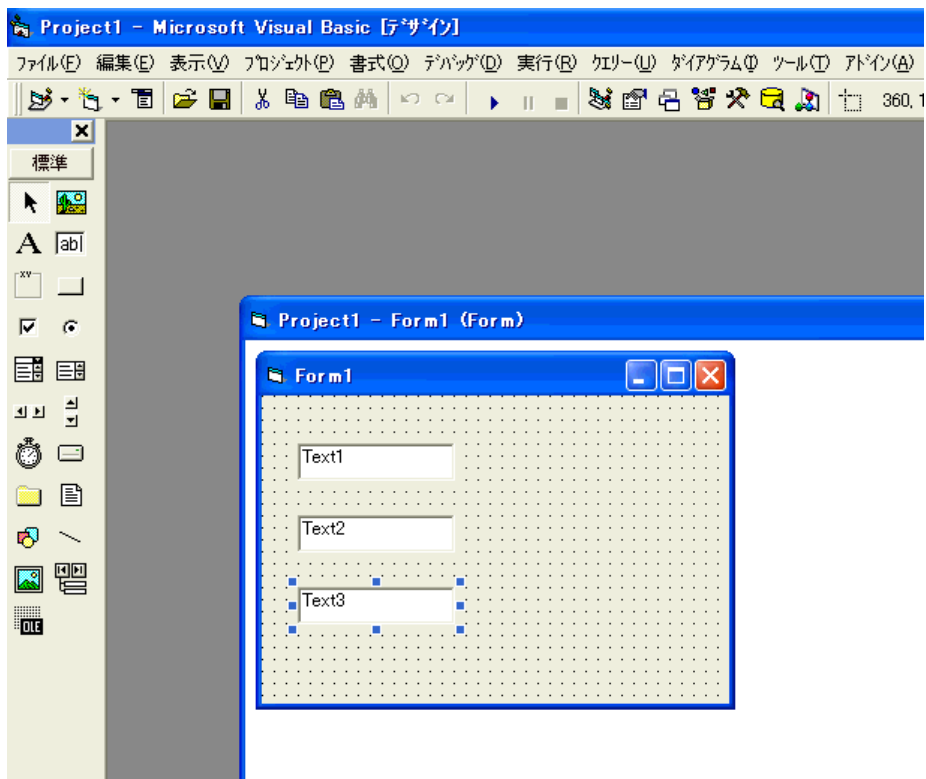 Project1 - Microsoft Visual Basic [ﾃﾞｻﾞｲﾝ]
ﾌｧｲﾙ(F) 編集(E) 表示(V) ﾌﾟﾛｼﾞｪｸﾄ(P) 書式(O) ﾃﾞﾊﾞｯｸﾞ(D) 実行(R) ｸｴﾘｰ(U) ﾀﾞｲｱｸﾞﾗﾑ(I) ﾂｰﾙ(T) ｱﾄﾞｲﾝ(A)
360, 1
標準
A ab|
XY
Project1 - Form1 (Form)
Form1
Text1
Text2
Text3
OLE